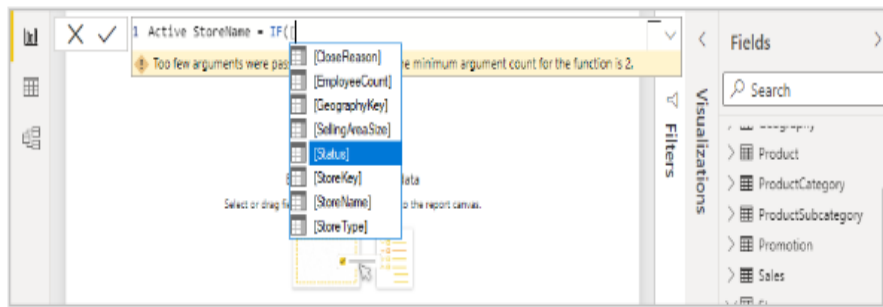 1 Active StoreName = IF([
Too few arguments were pas
e minimum argument count for the function is 2.
[CloseReason]
[EmployeeCount]
[GeographyKey]
[SellingAreaSize]
[Status]
[StoreKey]
[StoreName]
[StoreType]
ata
Select or drag fie
o the report canvas.
Filters
Visualizations
Fields
Search
Product
ProductCategory
ProductSubcategory
Promotion
Sales